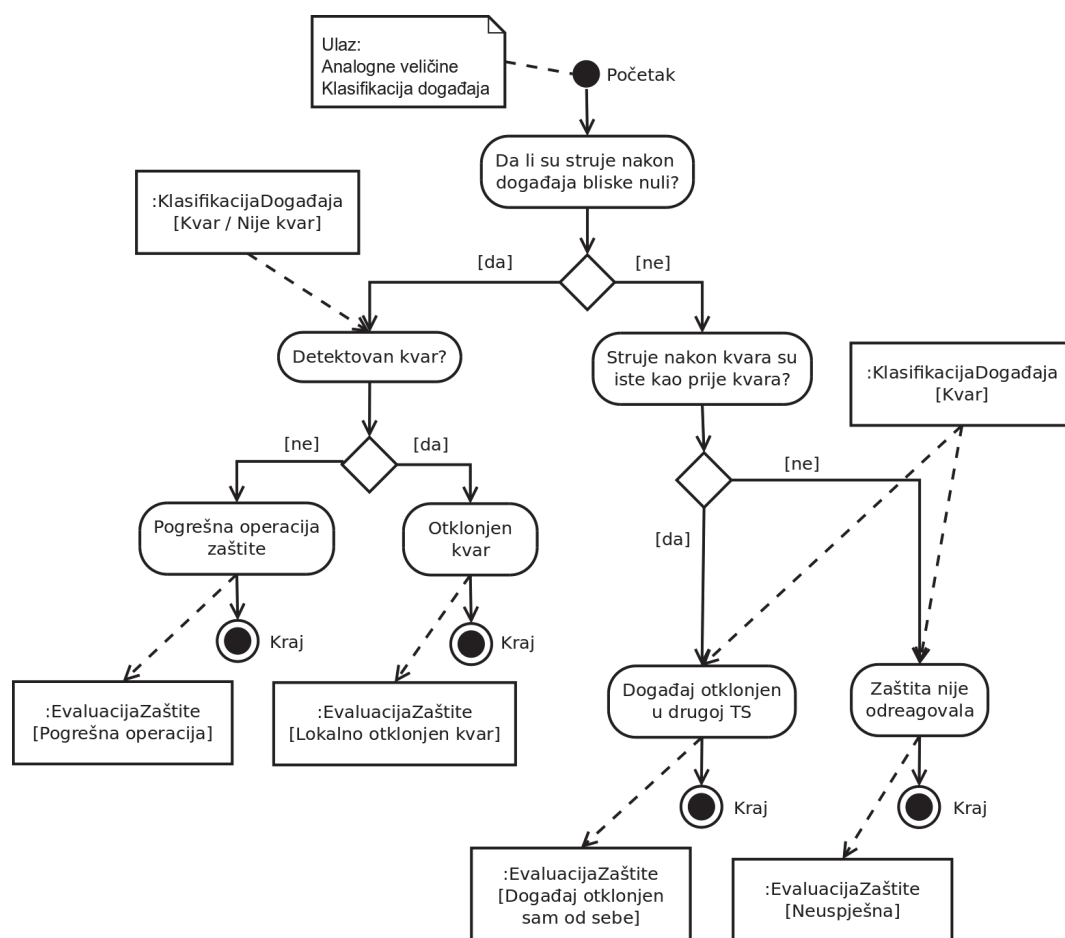 Ulaz:
Analogne veličine
Klasifikacija događaja
Početak
Da li su struje nakon
događaja bliske nuli?
:KlasifikacijaDogađaja
[Kvar / Nije kvar]
[da]
[ne]
Detektovan kvar?
Struje nakon kvara su
iste kao prije kvara?
:KlasifikacijaDogađaja
[Kvar]
[ne]
[da]
[ne]
[da]
Pogrešna operacija
zaštite
Otklonjen
kvar
Kraj
Kraj
:EvaluacijaZaštite
[Pogrešna operacija]
:EvaluacijaZaštite
[Lokalno otklonjen kvar]
Događaj otklonjen
u drugoj TS
Zaštita nije
odreagovala
Kraj
Kraj
:EvaluacijaZaštite
[Događaj otklonjen
sam od sebe]
:EvaluacijaZaštite
[Neuspješna]